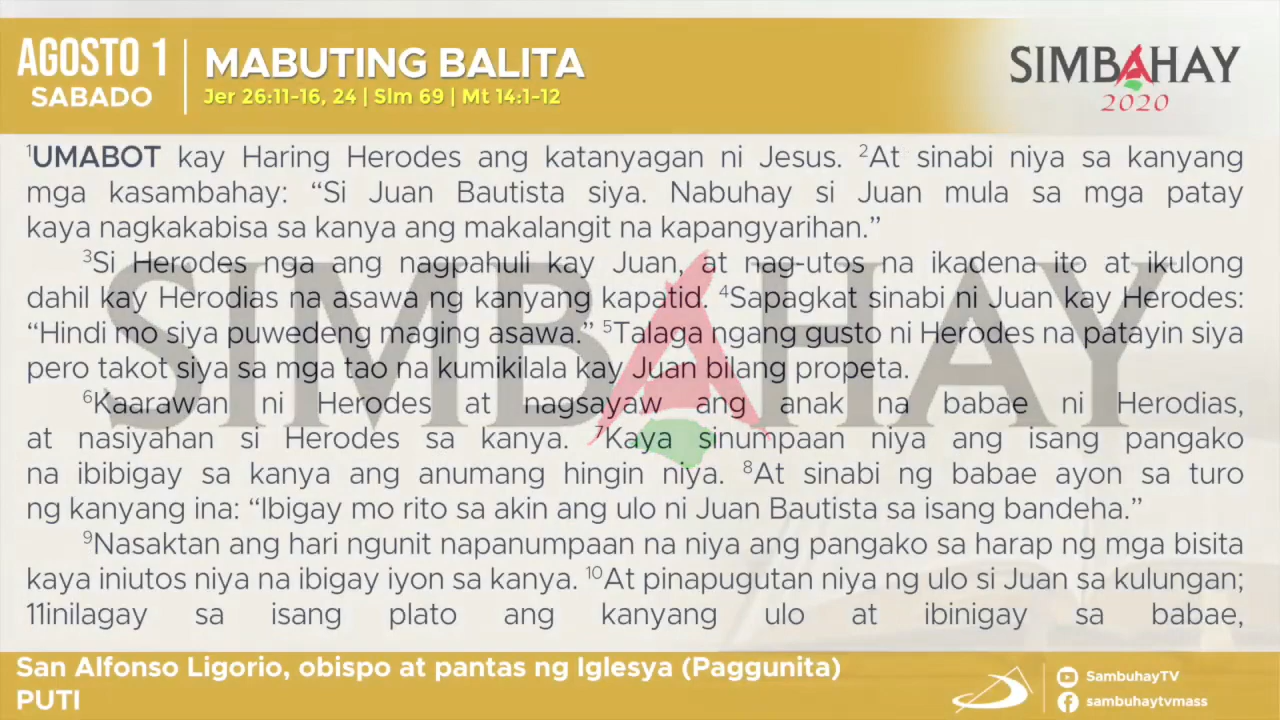 AGOSTO 1
SABADO
MABUTING BALITA
Jer 26:11-16, 24 | Slm 69 | Mt 14:1-12
SIMBAHAY
2020
¹UMABOT kay Haring Herodes ang katanyagan ni Jesus. ²At sinabi niya sa kanyang
mga kasambahay: “Si Juan Bautista siya. Nabuhay si Juan mula sa mga patay
kaya nagkakabisa sa kanya ang makalangit na kapangyarihan.”
³Si Herodes nga ang nagpahuli kay Juan, at nag-utos na ikadena ito at ikulong
dahil kay Herodias na asawa ng kanyang kapatid. ⁴Sapagkat sinabi ni Juan kay Herodes:
“Hindi mo siya puwedeng maging asawa.” ⁵Talaga ngang gusto ni Herodes na patayin siya
pero takot siya sa mga tao na kumikilala kay Juan bilang propeta.
⁶Kaarawan ni Herodes at nagsayaw ang anak na babae ni Herodias,
at nasiyahan si Herodes sa kanya. ⁷Kaya sinumpaan niya ang isang pangako
na ibibigay sa kanya ang anumang hingin niya. ⁸At sinabi ng babae ayon sa turo
ng kanyang ina: “Ibigay mo rito sa akin ang ulo ni Juan Bautista sa isang bandeha.”
⁹Nasaktan ang hari ngunit napanumpaan na niya ang pangako sa harap ng mga bisita
kaya iniutos niya na ibigay iyon sa kanya. ¹⁰At pinapugutan niya ng ulo si Juan sa kulungan;
11inilagay sa isang plato ang kanyang ulo at ibinigay sa babae,
SIMBAHAY
San Alfonso Ligorio, obispo at pantas ng Iglesya (Paggunita)
PUTI
SambuhayTV
sambuhaytvmass